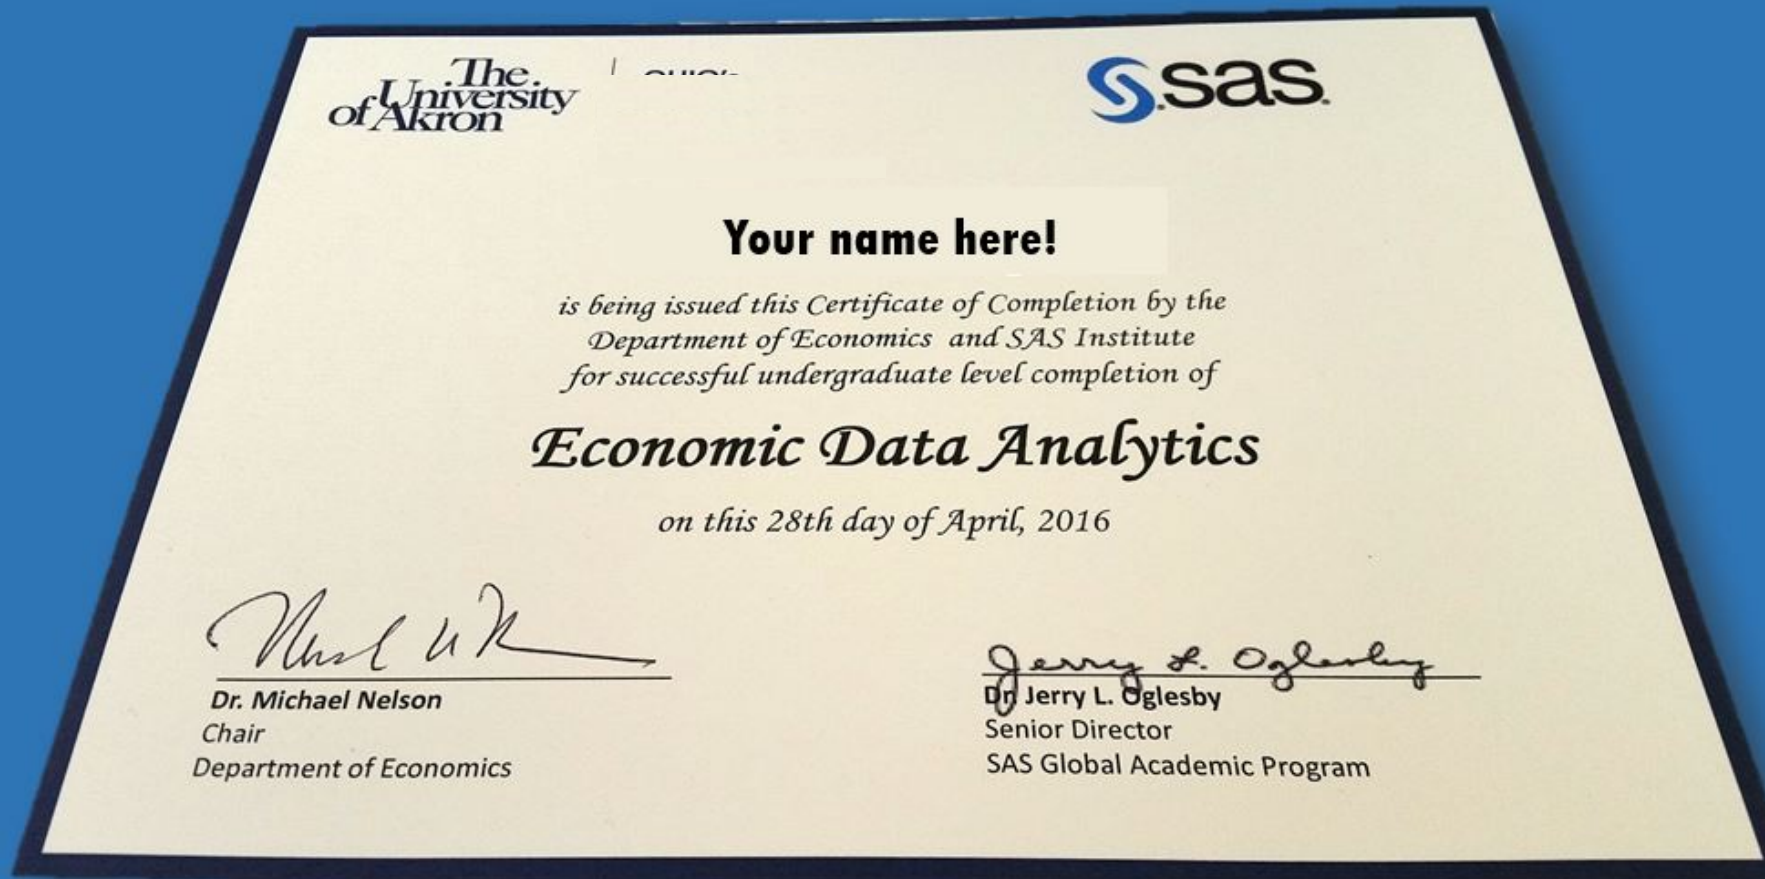 The
University
of Akron
sas
Your name here!
is being issued this Certificate of Completion by the
Department of Economics and SAS Institute
for successful undergraduate level completion of
Economic Data Analytics
on this 28th day of April, 2016
Jerry L. Oglesby
Dr. Michael Nelson
Chair
Department of Economics
Dr. Jerry L. Oglesby
Senior Director
SAS Global Academic Program